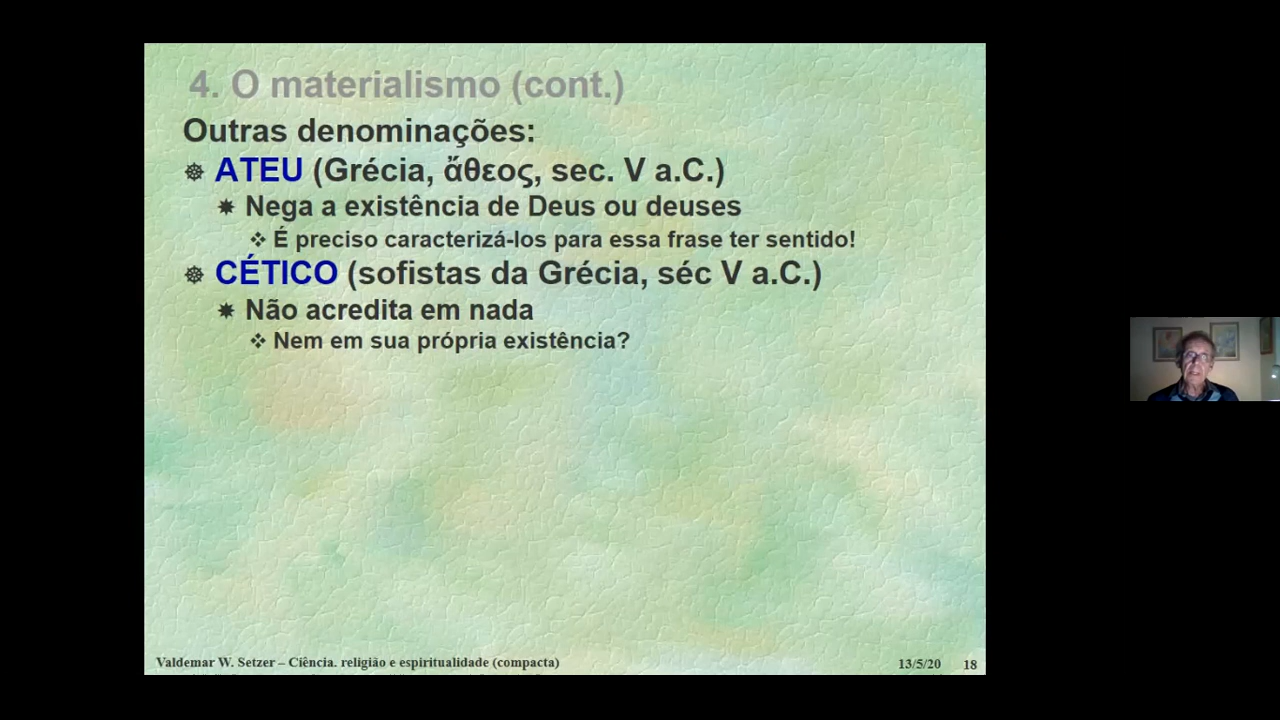 4. O materialismo (cont.)
Outras denominações:
ATEU (Grécia, ἄθεος, sec. V a.C.)
Nega a existência de Deus ou deuses
É preciso caracterizá-los para essa frase ter sentido!
CÉTICO (sofistas da Grécia, séc V a.C.)
Não acredita em nada
Nem em sua própria existência?
Valdemar W. Setzer – Ciência. religião e espiritualidade (compacta)
13/5/20 18